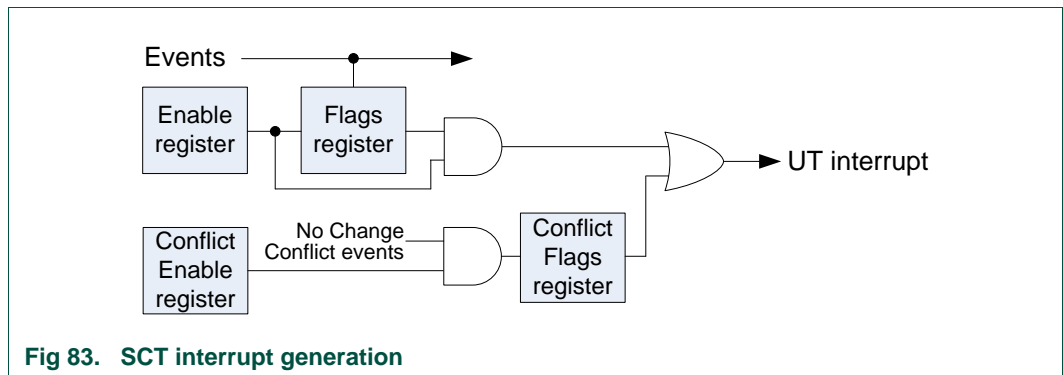 Events
Enable
register
Flags
register
UT interrupt
No Change
Conflict events
Conflict
Enable
register
Conflict
Flags
register
Fig 83. SCT interrupt generation